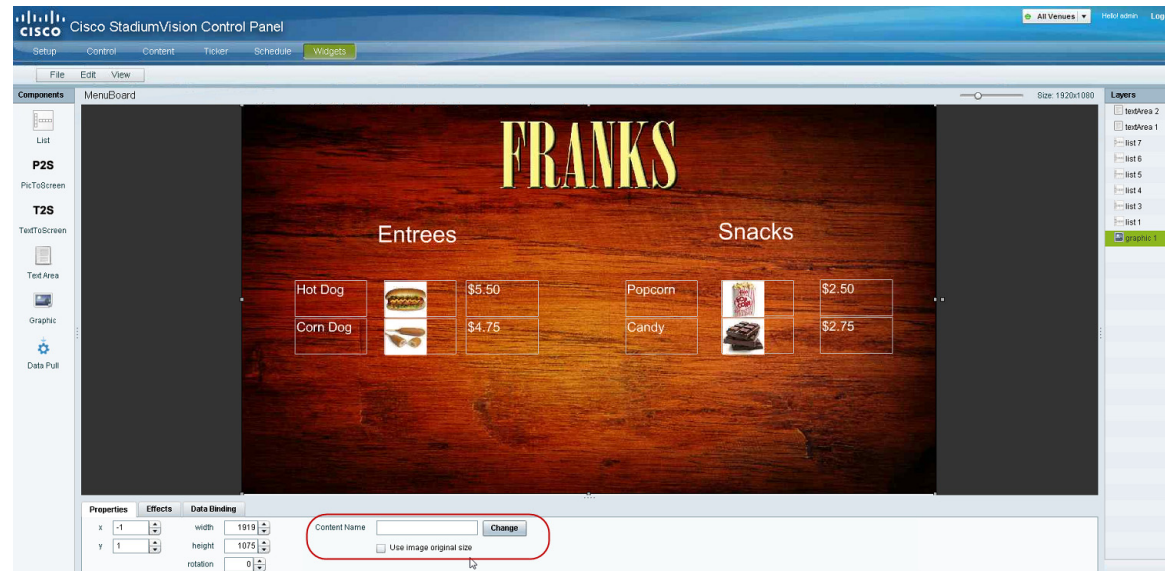 CISCO Cisco StadiumVision Control Panel All Venues Hello! admin Log
Setup Control Content Ticker Schedule Widgets
File Edit View
Components MenuBoard Size: 1920x1080 Layers
List
P2S
PicToScreen
T2S
TextToScreen
Text Area
Graphic
Data Pull
FRANKS
Entrees
Hot Dog $5.50
Corn Dog $4.75
Snacks
Popcorn $2.50
Candy $2.75
textArea 2
textArea 1
list 7
list 6
list 5
list 4
list 3
list 1
graphic 1
Properties Effects Data Binding
x -1 width 1919 Content Name Change
y 1 height 1075 Use image original size
rotation 0